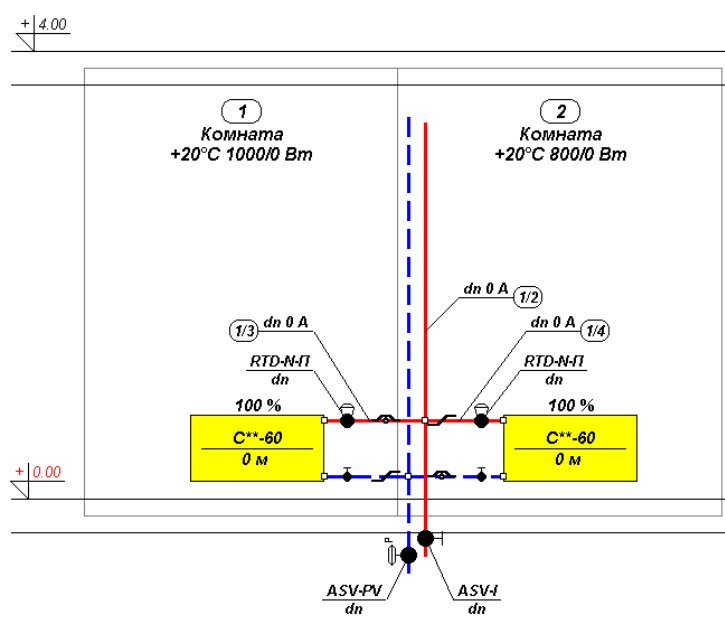 + 4.00
1
Комната
+20°C 1000/0 Вт
2
Комната
+20°C 800/0 Вт
dn 0 A 1/2
1/3 dn 0 A
dn 0 A 1/4
RTD-N-П
dn
RTD-N-П
dn
100 %
C**-60
0 м
100 %
C**-60
0 м
+ 0.00
P
ASV-PV
dn
ASV-I
dn